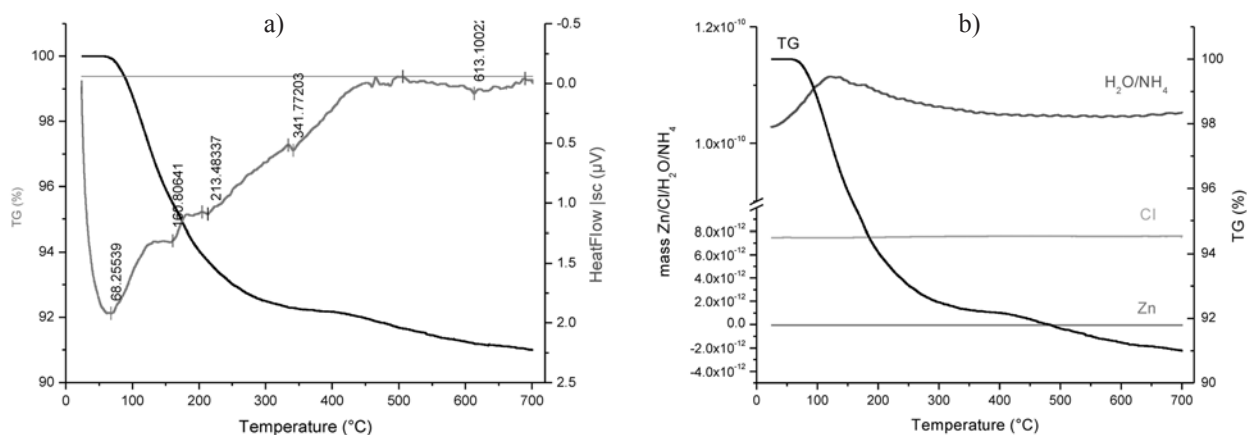 a)
100
98
96
94
92
90
TG (%)
0
100
200
300
400
500
600
700
Temperature (°C)
-0.5
0.0
0.5
1.0
1.5
2.0
2.5
HeatFlow |sc (µV)
68.25539
160.80641
213.48337
341.77203
613.10022
b)
1.2x10⁻¹⁰
1.0x10⁻¹⁰
8.0x10⁻¹²
6.0x10⁻¹²
4.0x10⁻¹²
2.0x10⁻¹²
0.0
-2.0x10⁻¹²
-4.0x10⁻¹²
mass Zn/Cl/H₂O/NH₄
TG
H₂O/NH₄
Cl
Zn
0
100
200
300
400
500
600
700
Temperature (°C)
100
98
96
94
92
90
TG (%)